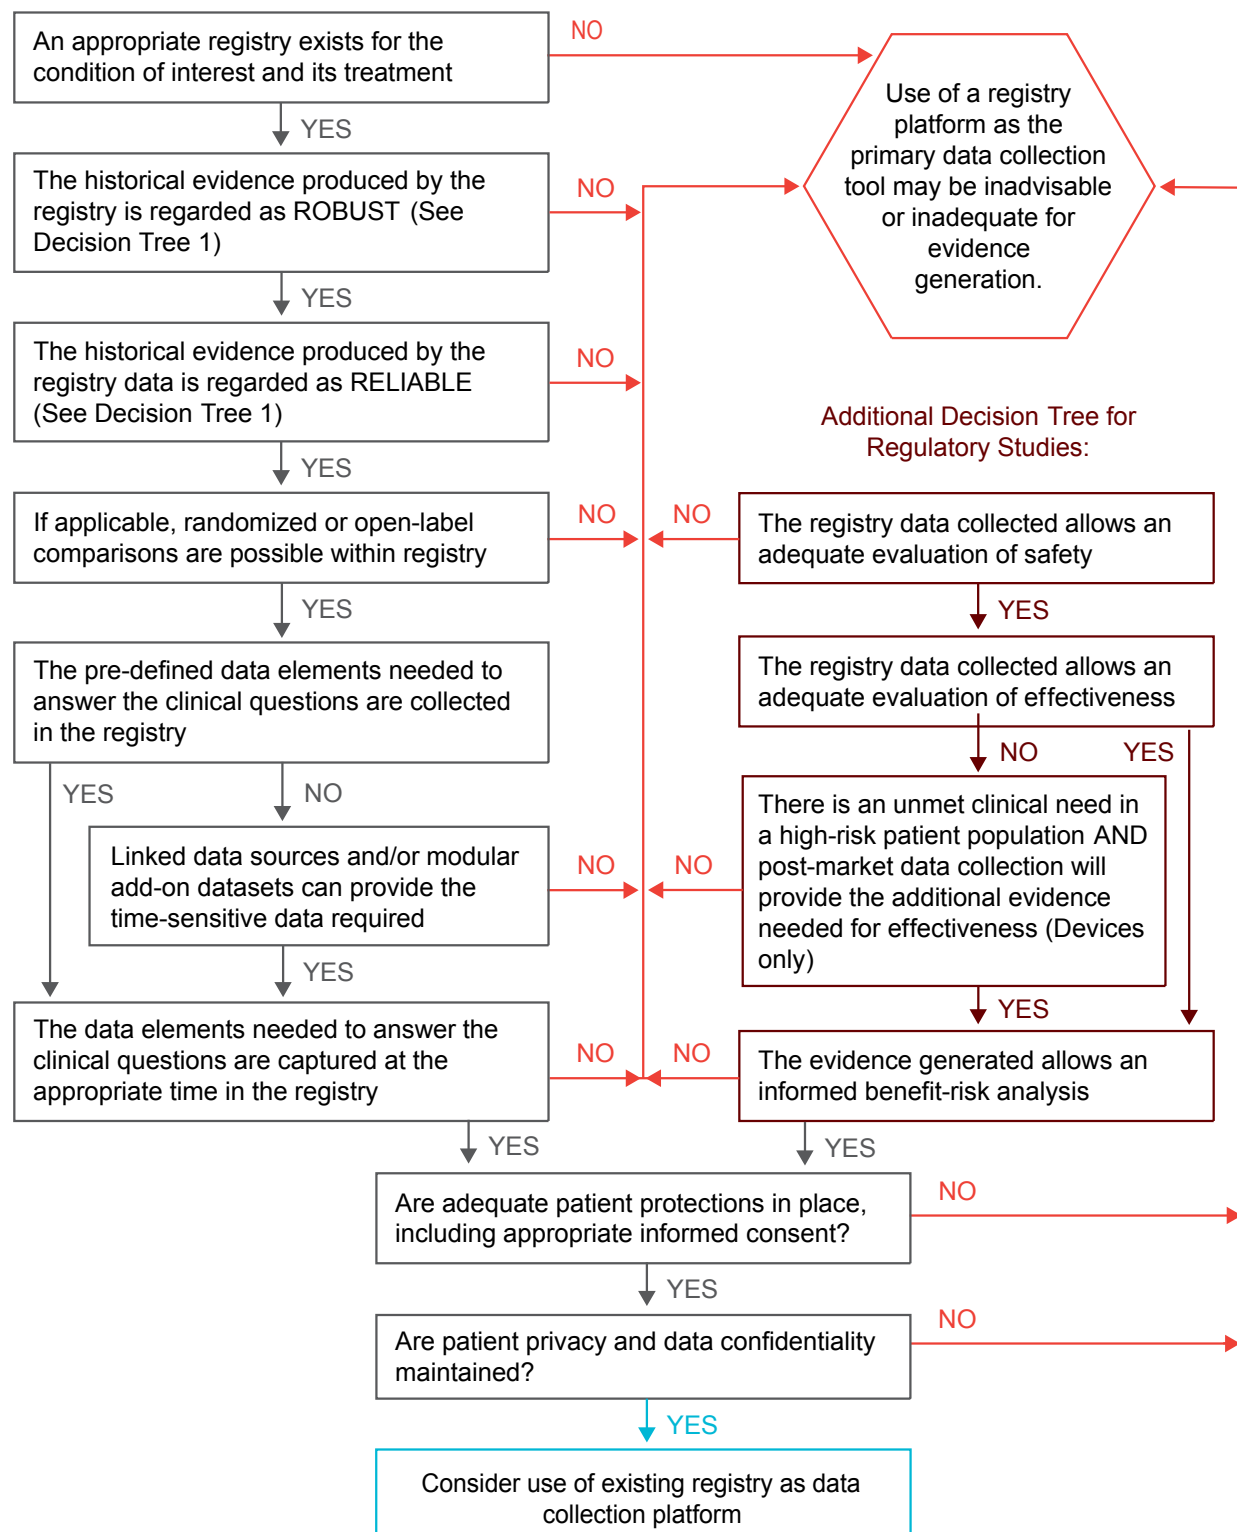 An appropriate registry exists for the
condition of interest and its treatment
NO
YES
Use of a registry
platform as the
primary data collection
tool may be inadvisable
or inadequate for
evidence
generation.
The historical evidence produced by the
registry is regarded as ROBUST (See
Decision Tree 1)
NO
YES
The historical evidence produced by the
registry data is regarded as RELIABLE
(See Decision Tree 1)
NO
YES
Additional Decision Tree for
Regulatory Studies:
If applicable, randomized or open-label
comparisons are possible within registry
NO
NO
The registry data collected allows an
adequate evaluation of safety
YES
YES
The pre-defined data elements needed to
answer the clinical questions are collected
in the registry
The registry data collected allows an
adequate evaluation of effectiveness
YES
NO
NO
YES
Linked data sources and/or modular
add-on datasets can provide the
time-sensitive data required
NO
NO
There is an unmet clinical need in
a high-risk patient population AND
post-market data collection will
provide the additional evidence
needed for effectiveness (Devices
only)
YES
YES
The data elements needed to answer the
clinical questions are captured at the
appropriate time in the registry
NO
NO
The evidence generated allows an
informed benefit-risk analysis
YES
YES
Are adequate patient protections in place,
including appropriate informed consent?
NO
YES
Are patient privacy and data confidentiality
maintained?
NO
YES
Consider use of existing registry as data
collection platform